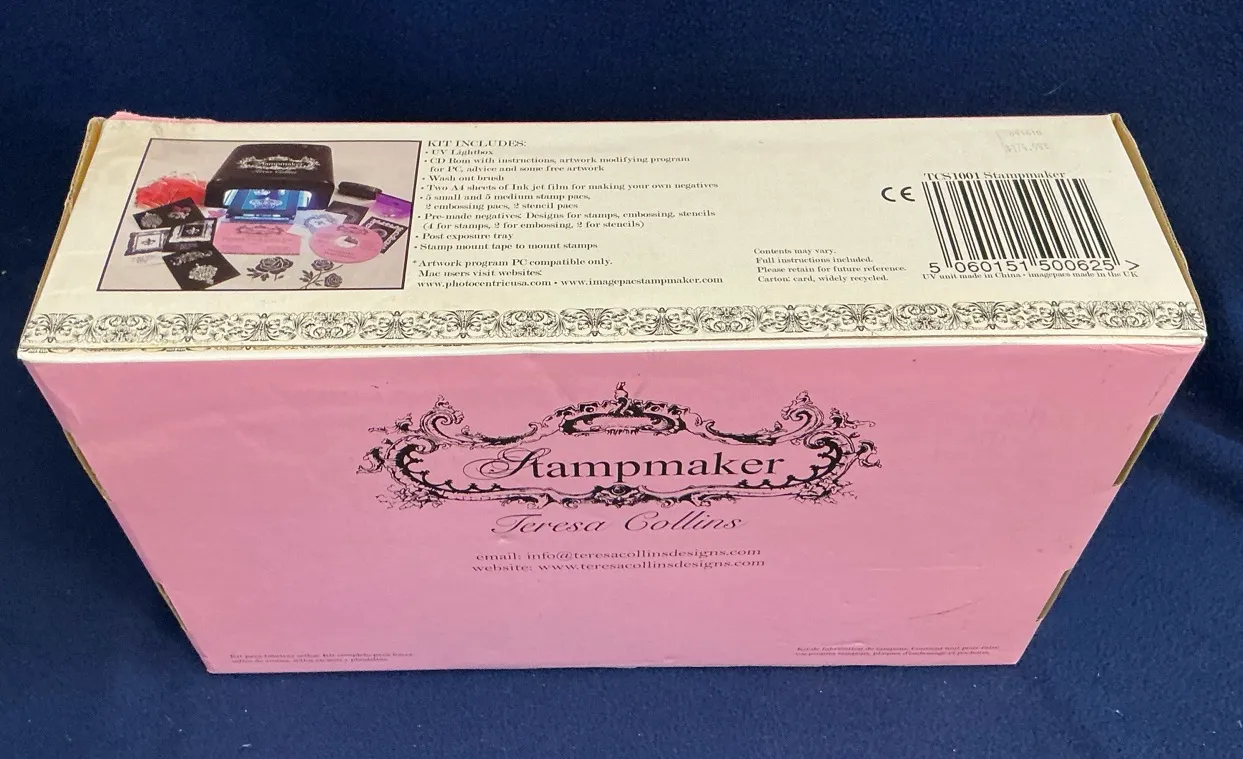 KIT INCLUDES:
• UV Lightbox
• CD Rom with instructions, artwork modifying program
for PC, advice and some free artwork
• Wash out brush
• Two A4 sheets of Ink jet film for making your own negatives
• 5 small and 5 medium stamp pacs,
2 embossing pacs, 2 stencil pacs
• Pre-made negatives: Designs for stamps, embossing, stencils
(4 for stamps, 2 for embossing, 2 for stencils)
• Post exposure tray
• Stamp mount tape to mount stamps
*Artwork program PC compatible only.
Mac users visit websites:
www.photocentricusa.com • www.imagepacstampmaker.com
Stampmaker
Teresa Collins
Contents may vary.
Full instructions included.
Please retain for future reference.
Carton: card, widely recycled.
CE
TCS1001 Stampmaker
5 060151 500625 >
UV unit made in China • imagepacs made in the UK
Stampmaker
Teresa Collins
email: info@teresacollinsdesigns.com
website: www.teresacollinsdesigns.com